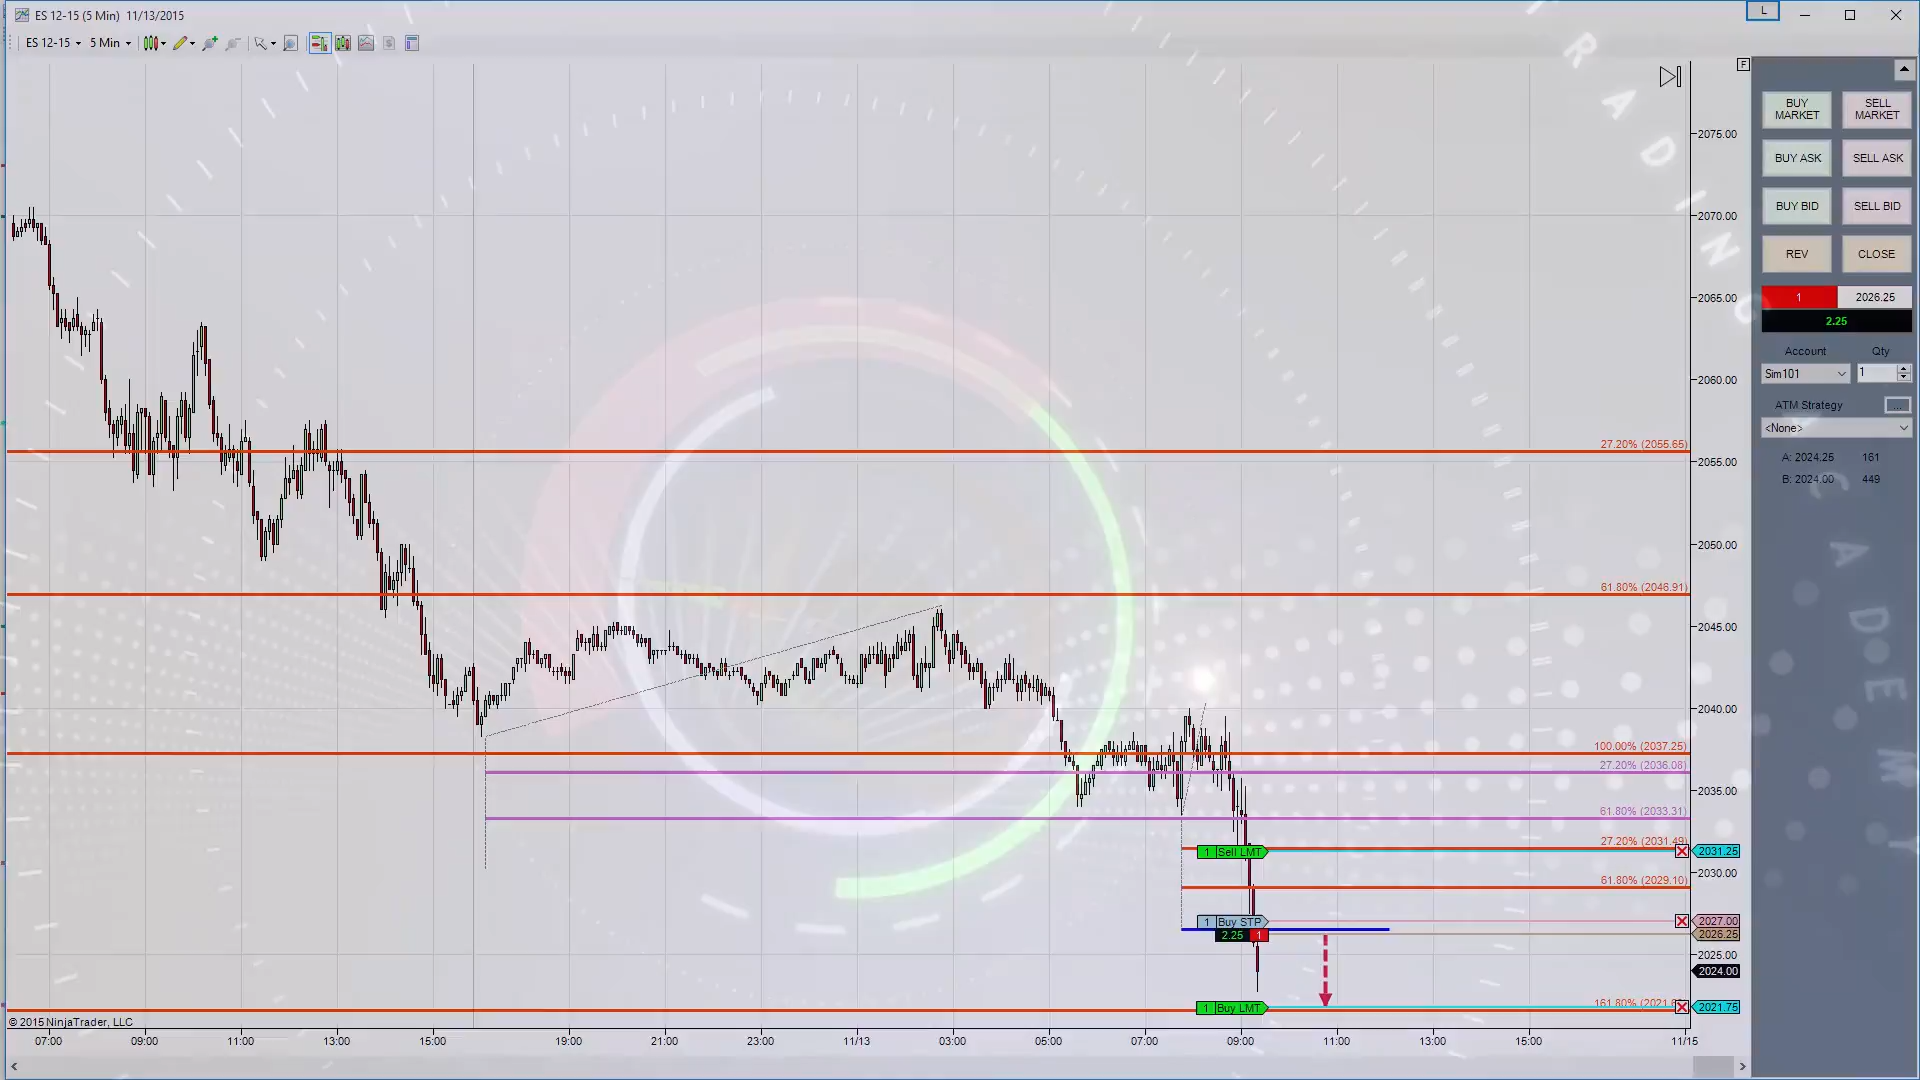 ES 12-15 (5 Min) 11/13/2015
L
ES 12-15 5 Min
F
TRADING ACADEMY
BUY MARKET
SELL MARKET
BUY ASK
SELL ASK
BUY BID
SELL BID
REV
CLOSE
1 2026.25
2.25
Account Qty
Sim101 1
ATM Strategy ...
<None>
A: 2024.25 161
B: 2024.00 449
2075.00
2070.00
2065.00
2060.00
27.20% (2055.65)
2055.00
2050.00
61.80% (2046.91)
2045.00
2040.00
100.00% (2037.25)
27.20% (2036.08)
2035.00
61.80% (2033.31)
27.20% (2031.49)
1 Sell LMT 2031.25
2030.00
61.80% (2029.10)
1 Buy STP 2027.00
2.25 1 2026.25
2025.00
2024.00
161.80% (2021.6
1 Buy LMT 2021.75
© 2015 NinjaTrader, LLC
07:00 09:00 11:00 13:00 15:00 19:00 21:00 23:00 11/13 03:00 05:00 07:00 09:00 11:00 13:00 15:00 11/15